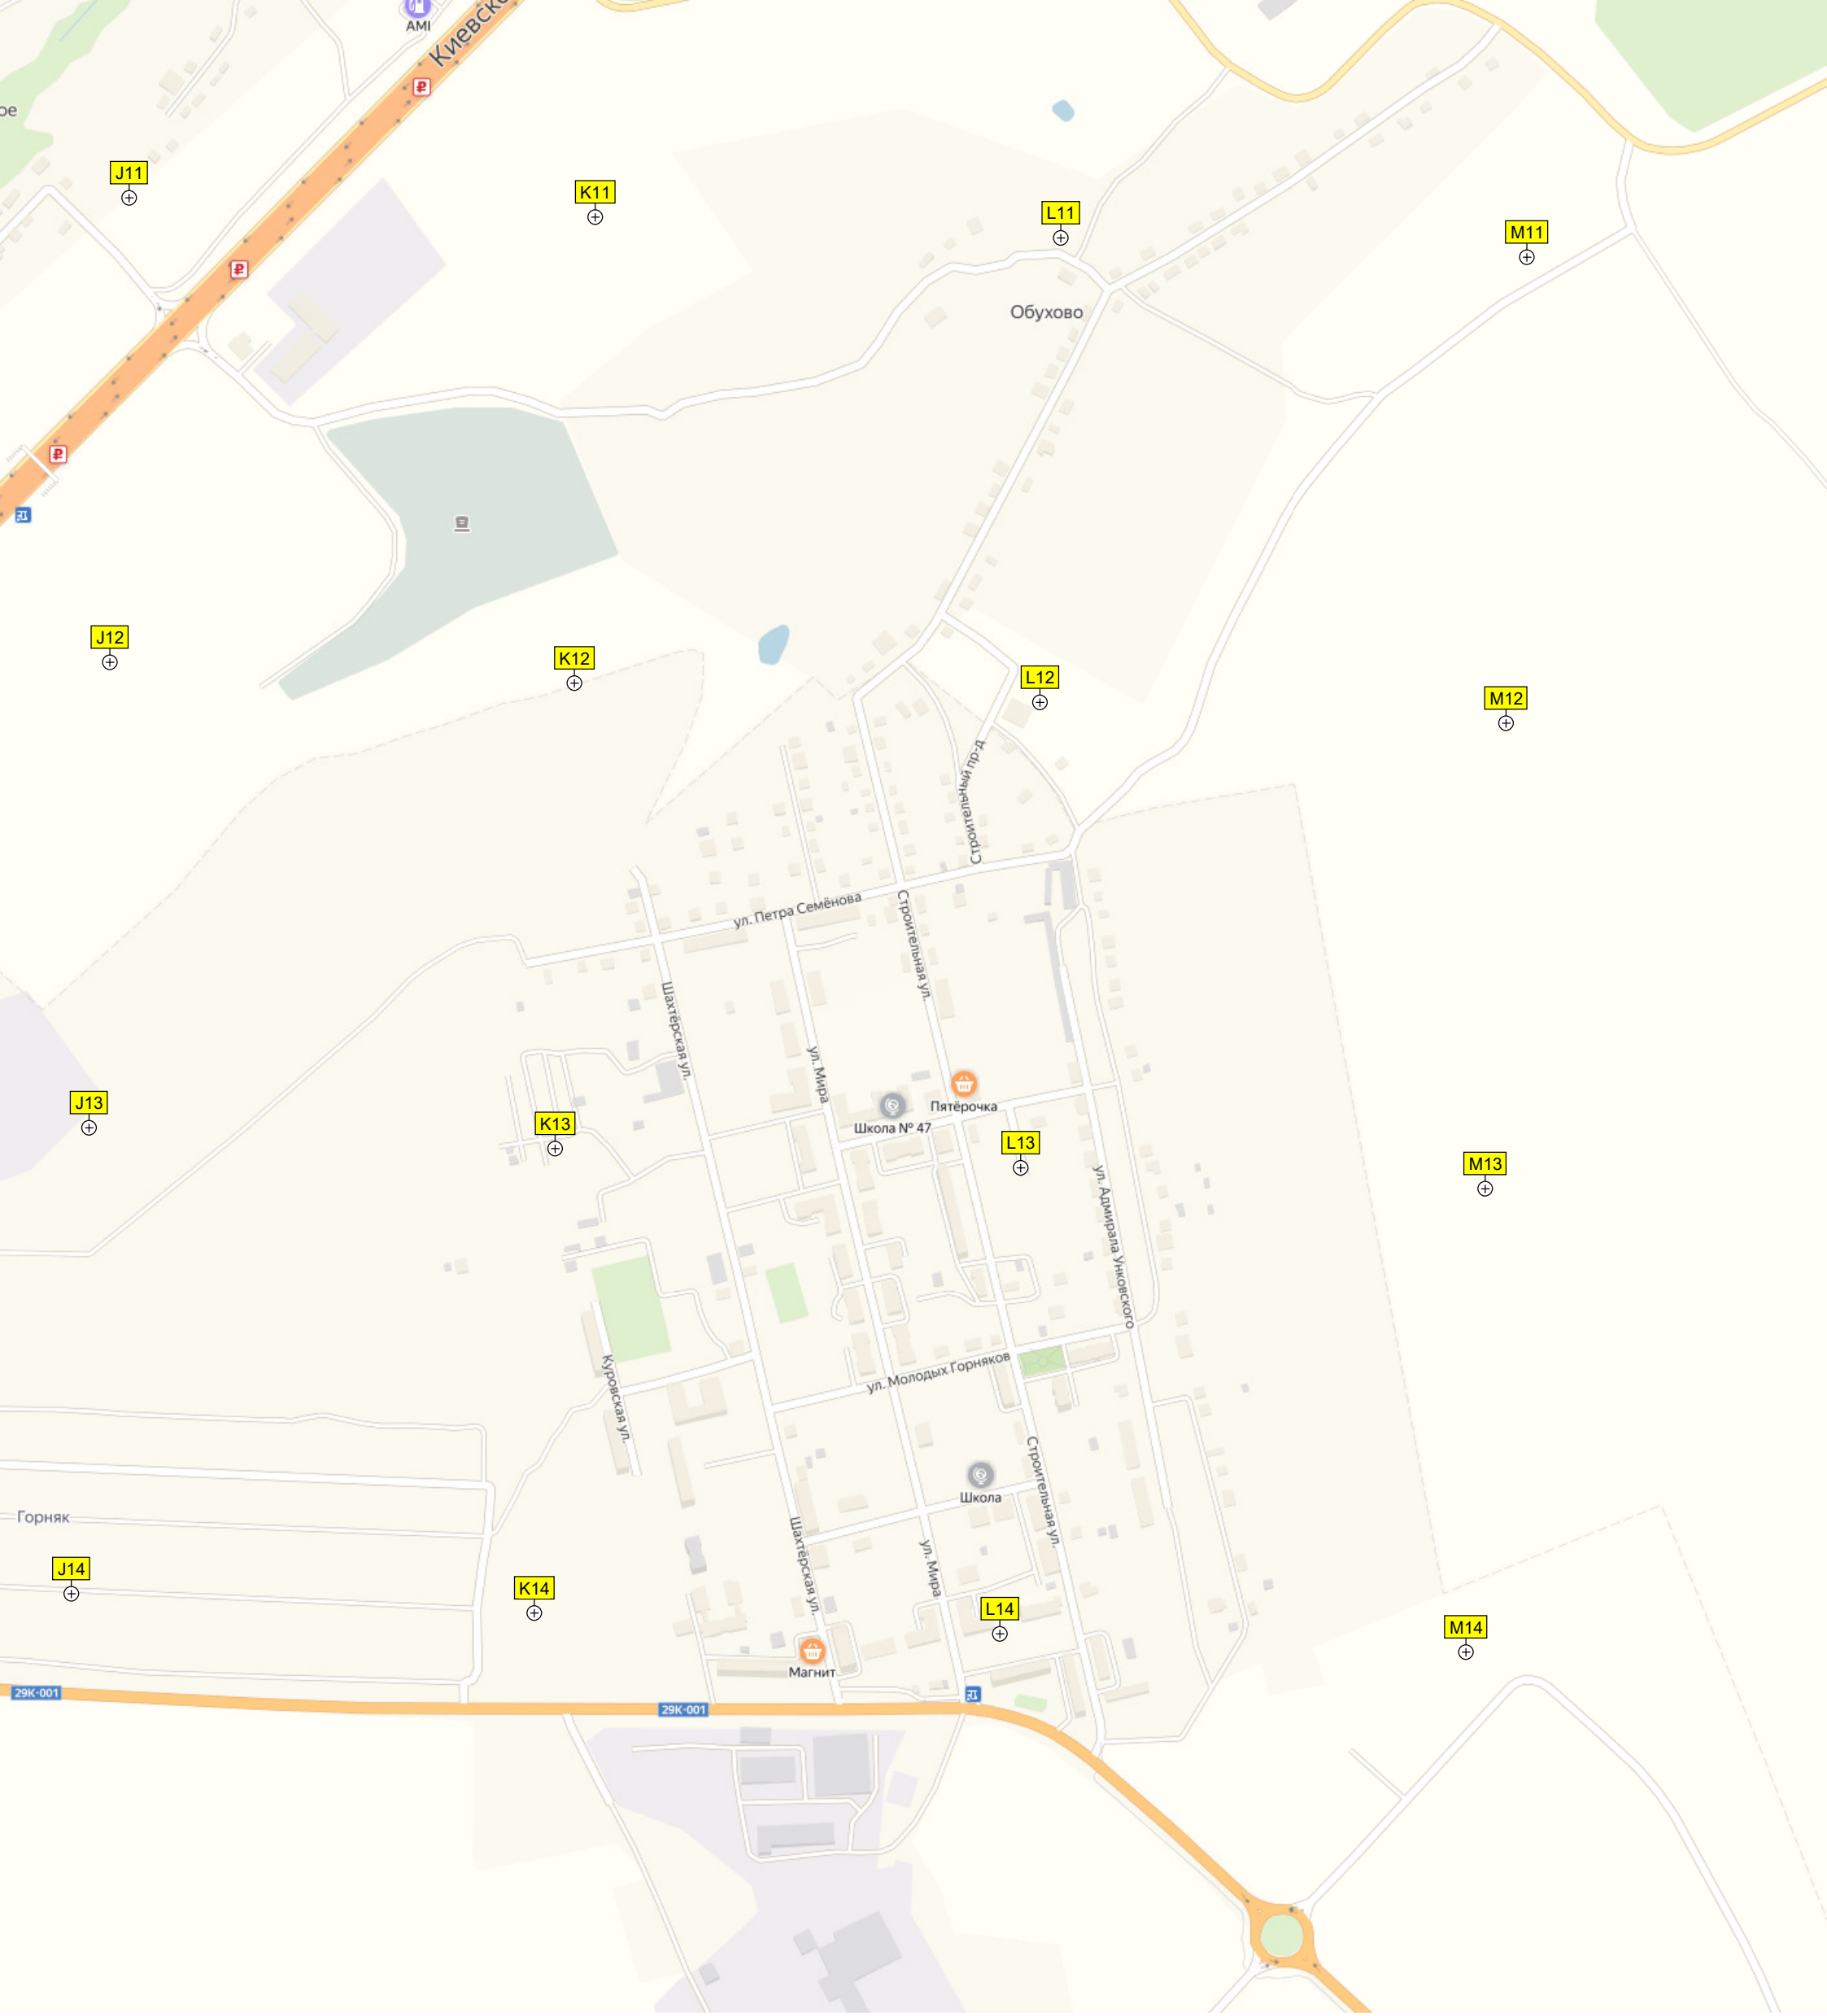 Киевско
AMI
ое
J11
K11
L11
M11
Обухово
J12
K12
L12
M12
Строительный пр-д
ул. Петра Семёнова
Строительная ул.
Шахтёрская ул.
ул. Мира
Пятёрочка
Школа № 47
J13
K13
L13
M13
ул. Адмирала Унковского
Куровская ул.
ул. Молодых Горняков
Строительная ул.
Школа
Горняк
Шахтёрская ул.
ул. Мира
J14
K14
L14
M14
Магнит
29К-001
29К-001